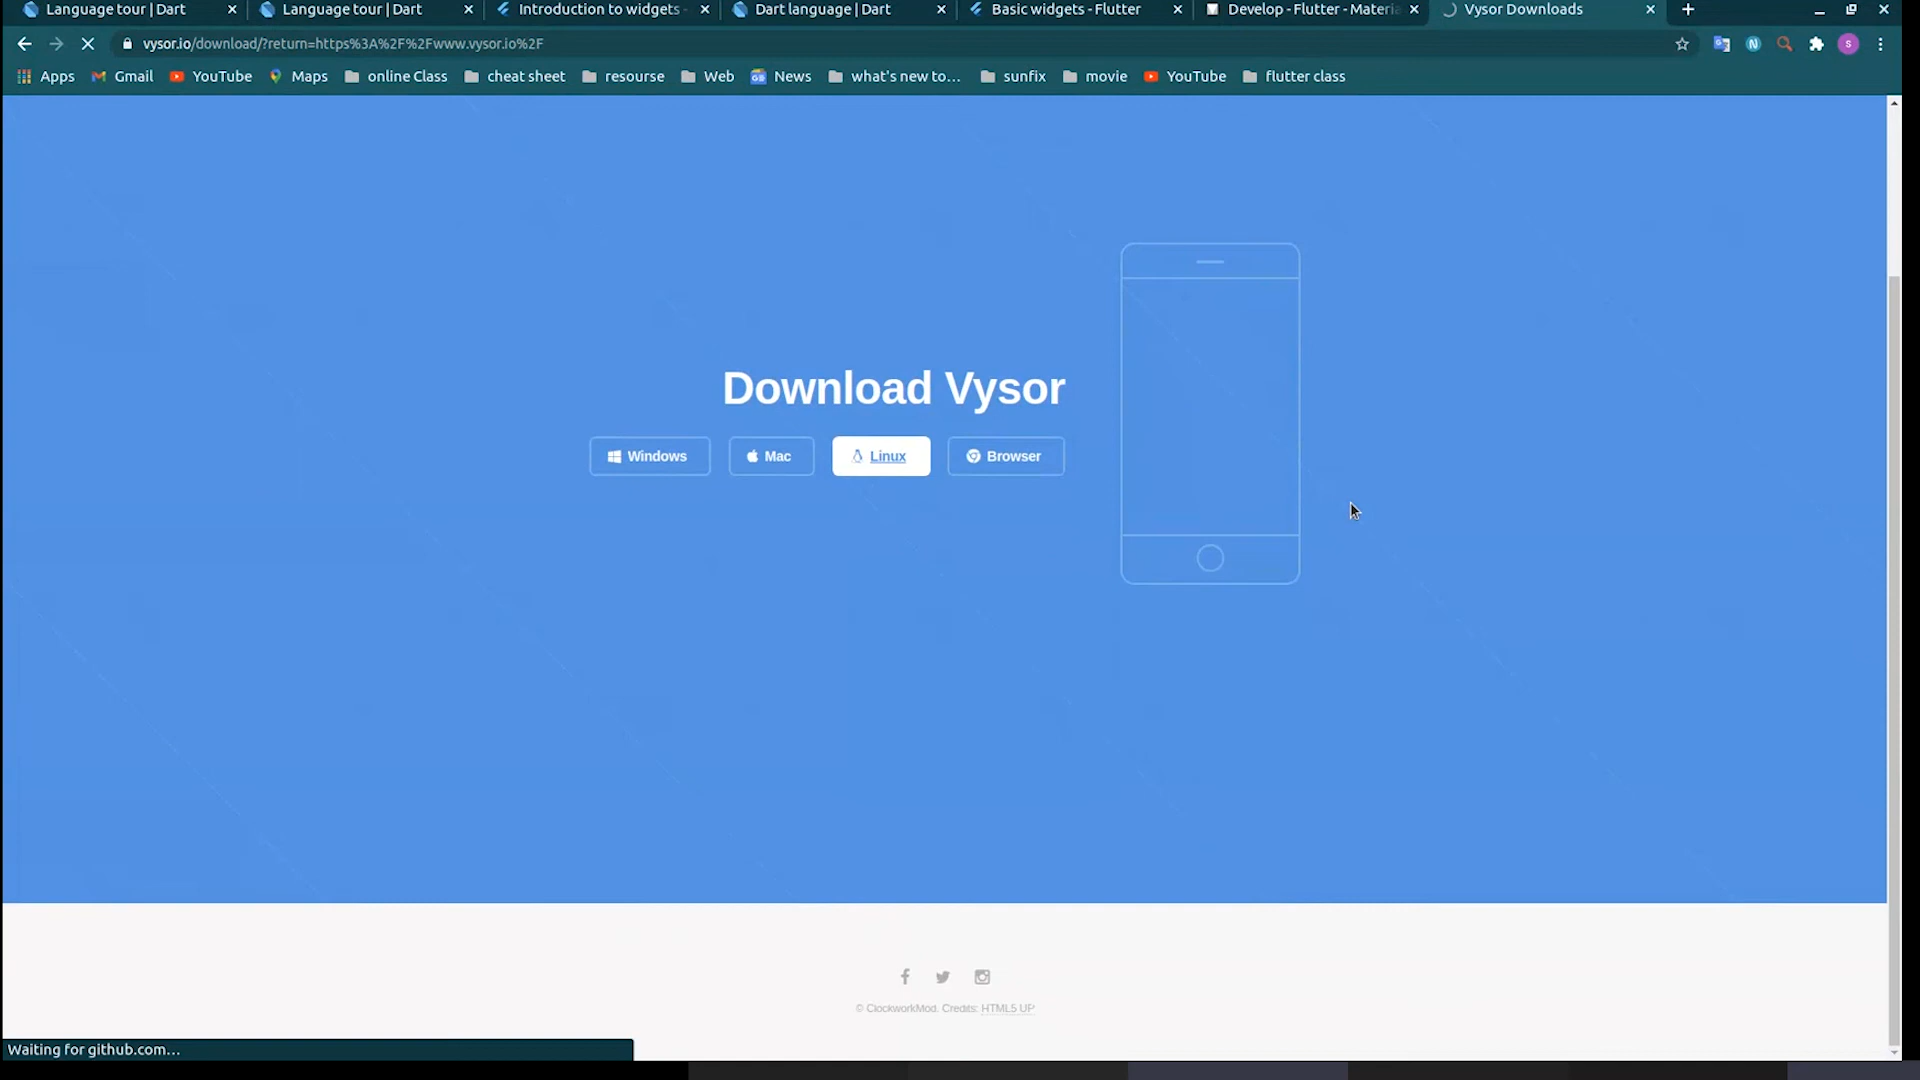 Language tour | Dart
Language tour | Dart
Introduction to widgets -
Dart language | Dart
Basic widgets - Flutter
Develop - Flutter - Materia
Vysor Downloads
vysor.io/download/?return=https%3A%2F%2Fwww.vysor.io%2F
N
S
Apps
Gmail
YouTube
Maps
online Class
cheat sheet
resourse
Web
News
what's new to...
sunfix
movie
YouTube
flutter class
Download Vysor
Windows
Mac
Linux
Browser
© ClockworkMod. Credits: HTML5 UP
Waiting for github.com...